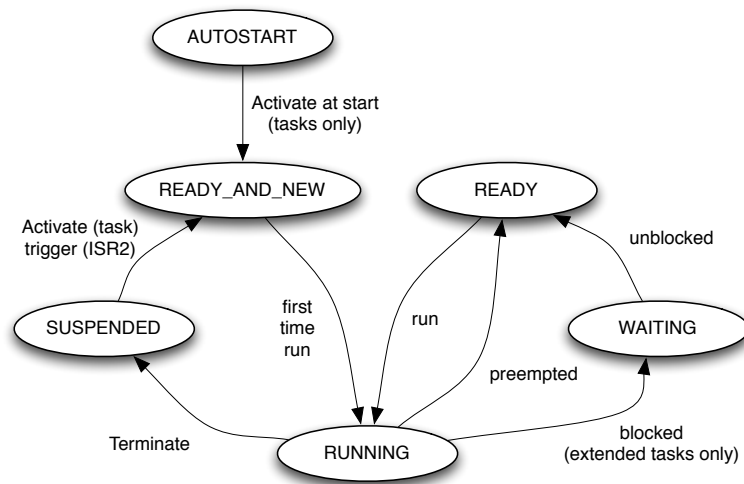 AUTOSTART
Activate at start
(tasks only)
READY_AND_NEW
READY
Activate (task)
trigger (ISR2)
unblocked
first
time
run
run
SUSPENDED
WAITING
preempted
Terminate
RUNNING
blocked
(extended tasks only)